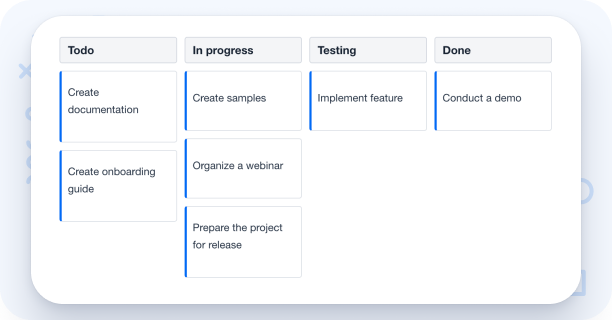 Todo
In progress
Testing
Done
Create
documentation
Create onboarding
guide
Create samples
Organize a webinar
Prepare the project
for release
Implement feature
Conduct a demo